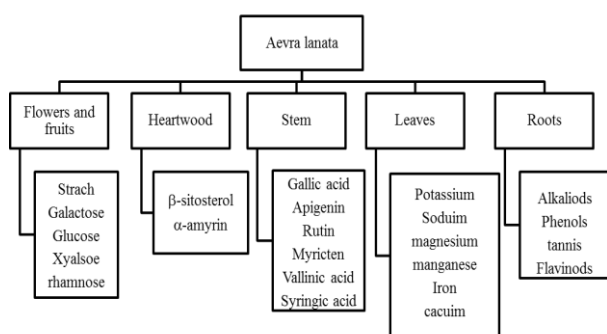 Aevra lanata
Flowers and
fruits
Heartwood
Stem
Leaves
Roots
Strach
Galactose
Glucose
Xyalsoe
rhamnose
β-sitosterol
α-amyrin
Gallic acid
Apigenin
Rutin
Myricten
Vallinic acid
Syringic acid
Potassium
Soduim
magnesium
manganese
Iron
cacuim
Alkaliods
Phenols
tannis
Flavinods